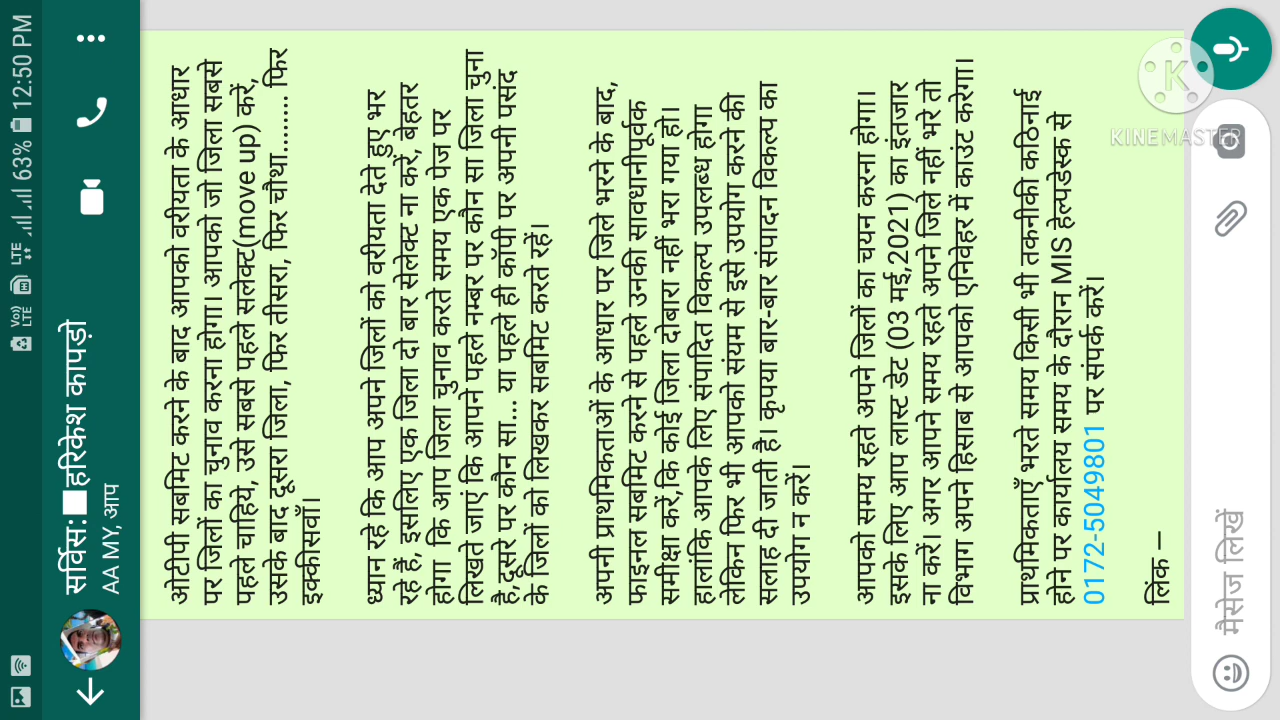 VoLTE LTE 63% 12:50 PM
सर्विस: हरिकेश कापड़ो
AA MY, आप
ओटीपी सबमिट करने के बाद आपको वरीयता के आधार
पर जिलों का चुनाव करना होगा। आपको जो जिला सबसे
पहले चाहिये, उसे सबसे पहले सलेक्ट(move up) करें,
उसके बाद दूसरा जिला, फिर तीसरा, फिर चौथा......... फिर
इक्कीसवाँ।
ध्यान रहे कि आप अपने जिलों को वरीयता देते हुए भर
रहे हैं, इसलिए एक जिला दो बार सेलेक्ट ना करें, बेहतर
होगा कि आप जिला चुनाव करते समय एक पेज पर
लिखते जाएं कि आपने पहले नम्बर पर कौन सा जिला चुना
है,दूसरे पर कौन सा... या पहले ही कॉपी पर अपनी पसंद
के जिलों को लिखकर सबमिट करते रहें।
अपनी प्राथमिकताओं के आधार पर जिले भरने के बाद,
फाइनल सबमिट करने से पहले उनकी सावधानीपूर्वक
समीक्षा करें,कि कोई जिला दोबारा नहीं भरा गया हो।
हालांकि आपके लिए संपादित विकल्प उपलब्ध होगा
लेकिन फिर भी आपको संयम से इसे उपयोग करने की
सलाह दी जाती है। कृपया बार-बार संपादन विकल्प का
उपयोग न करें।
आपको समय रहते अपने जिलों का चयन करना होगा।
इसके लिए आप लास्ट डेट (03 मई,2021) का इंतजार
ना करें। अगर आपने समय रहते अपने जिले नहीं भरे तो
विभाग अपने हिसाब से आपको एनिवेहर में काउंट करेगा।
प्राथमिकताएँ भरते समय किसी भी तकनीकी कठिनाई
होने पर कार्यालय समय के दौरान MIS हेल्पडेस्क से
0172-5049801 पर संपर्क करें।
लिंक –
मैसेज लिखें
K
KINEMASTER